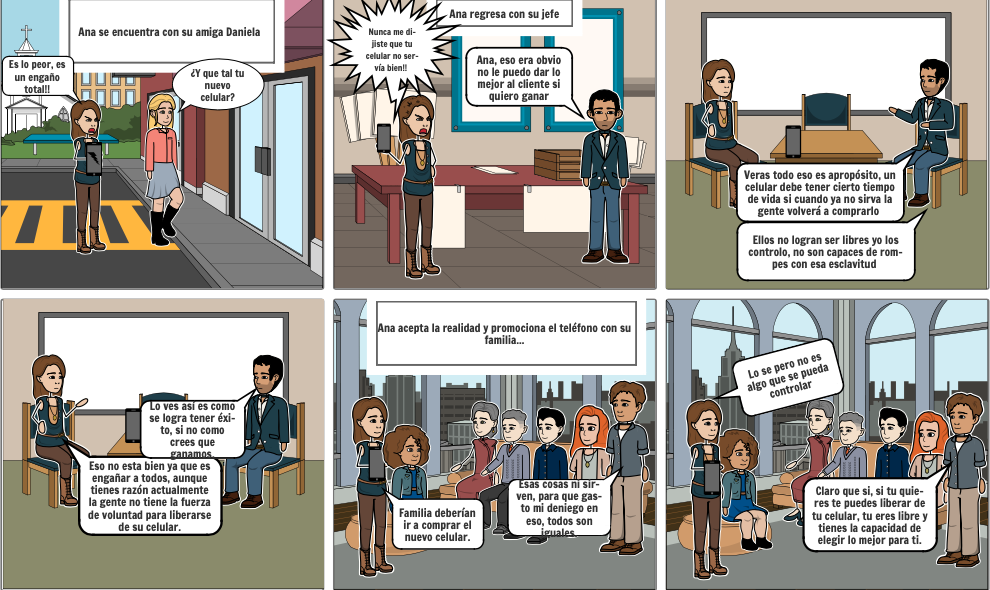 Ana se encuentra con su amiga Daniela
Es lo peor, es
un engaño
total!!
¿Y que tal tu
nuevo
celular?
Ana regresa con su jefe
Nunca me di-
jiste que tu
celular no ser-
vía bien!!
Ana, eso era obvio
no le puedo dar lo
mejor al cliente si
quiero ganar
Veras todo eso es apropósito, un
celular debe tener cierto tiempo
de vida si cuando ya no sirva la
gente volverá a comprarlo
Ellos no logran ser libres yo los
controlo, no son capaces de rom-
pes con esa esclavitud
Lo ves así es como
se logra tener éxi-
to, si no como
crees que
ganamos
Eso no esta bien ya que es
engañar a todos, aunque
tienes razón actualmente
la gente no tiene la fuerza
de voluntad para liberarse
de su celular.
Ana acepta la realidad y promociona el teléfono con su
familia...
Familia deberían
ir a comprar el
nuevo celular.
Esas cosas ni sir-
ven, para que gas-
to mi deniego en
eso, todos son
iguales
Lo se pero no es
algo que se pueda
controlar
Claro que si, si tu quie-
res te puedes liberar de
tu celular, tu eres libre y
tienes la capacidad de
elegir lo mejor para ti.